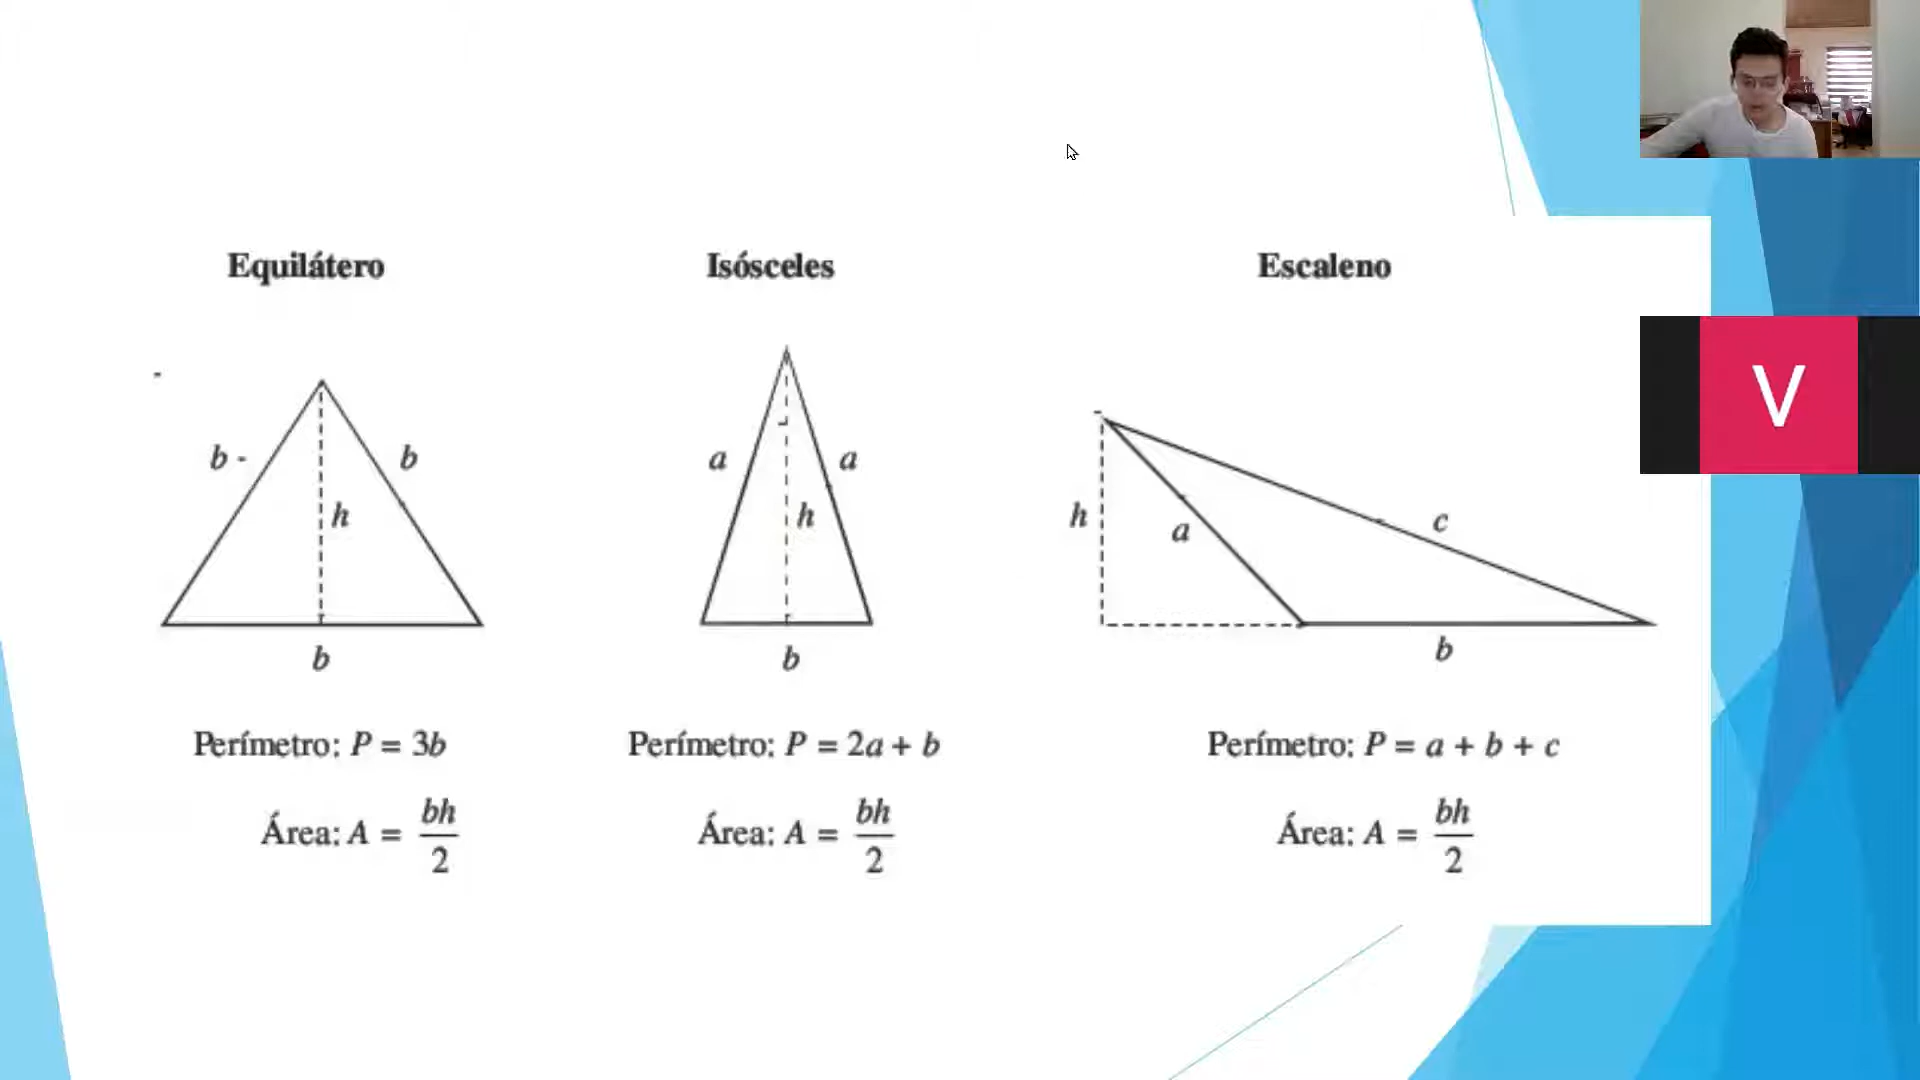 Equilátero
Isósceles
Escaleno
b
b
h
b
a
a
h
b
h
a
c
b
Perímetro: P = 3b
Perímetro: P = 2a + b
Perímetro: P = a + b + c
Área: A = bh/2
Área: A = bh/2
Área: A = bh/2
V